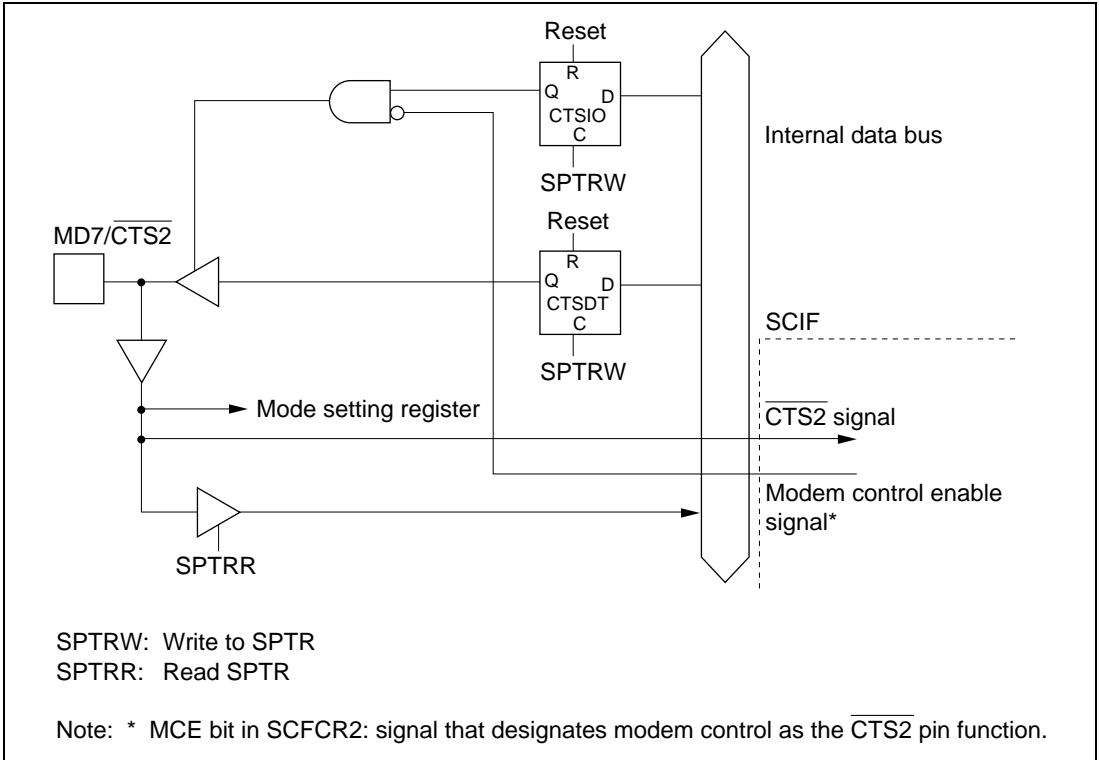 Reset
R
Q
D
CTSIO
C
SPTRW
Internal data bus
Reset
R
Q
D
CTSDT
C
SPTRW
MD7/CTS2
SCIF
Mode setting register
CTS2 signal
Modem control enable
signal*
SPTRR
SPTRW: Write to SPTR
SPTRR: Read SPTR
Note: * MCE bit in SCFCR2: signal that designates modem control as the CTS2 pin function.